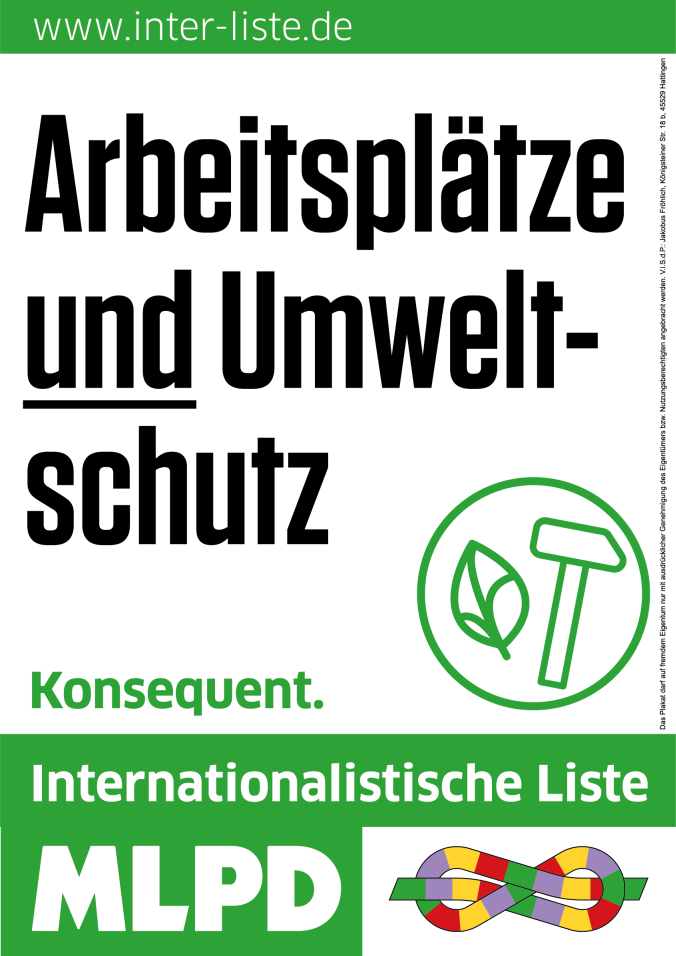 www.inter-liste.de
Arbeitsplätze
und Umwelt-
schutz
Konsequent.
Internationalistische Liste
MLPD
Das Plakat darf auf fremdem Eigentum nur mit ausdrücklicher Genehmigung des Eigentümers bzw. Nutzungsberechtigten angebracht werden. V.i.S.d.P.: Jakobus Fröhlich, Königsteiner Str. 18 b, 45529 Hattingen